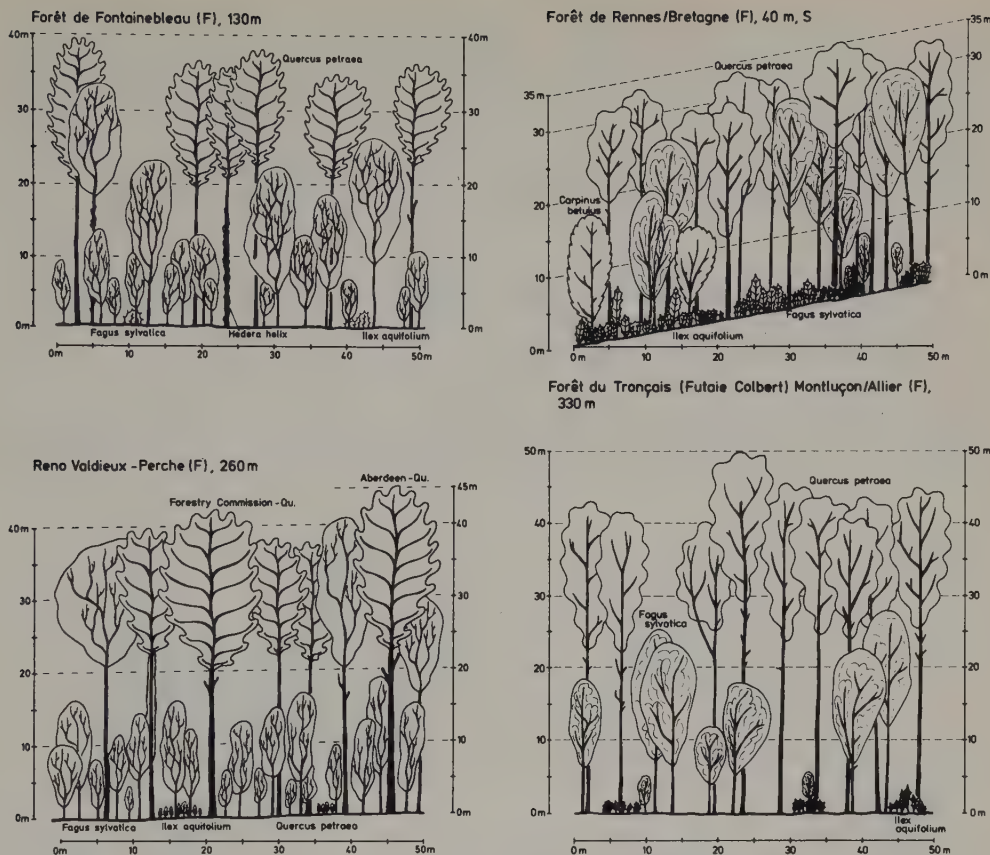 Forêt de Fontainebleau (F), 130m
40m
30
20
10
0m
40m
30
20
10
0m
Quercus petraea
Fagus sylvatica
Hedera helix
Ilex aquifolium
0m 10 20 30 40 50 m
Forêt de Rennes/Bretagne (F), 40 m, S
35m
30
20
10
0m
35m
30
20
10
0m
Quercus petraea
Carpinus
betulus
Fagus sylvatica
Ilex aquifolium
0m 10 20 30 40 50 m
Reno Valdieux - Perche (F), 260m
Aberdeen-Qu.
Forestry Commission-Qu.
40m
30
20
10
0m
45m
40
30
20
10
0m
Fagus sylvatica
Ilex aquifolium
Quercus petraea
0m 10 20 30 40 50m
Forêt du Tronçais (Futaie Colbert) Montluçon/Allier (F),
330 m
50m
40
30
20
10
0m
50m
40
30
20
10
0m
Quercus petraea
Fagus
sylvatica
Ilex
aquifolium
0m 10 20 30 40 50m